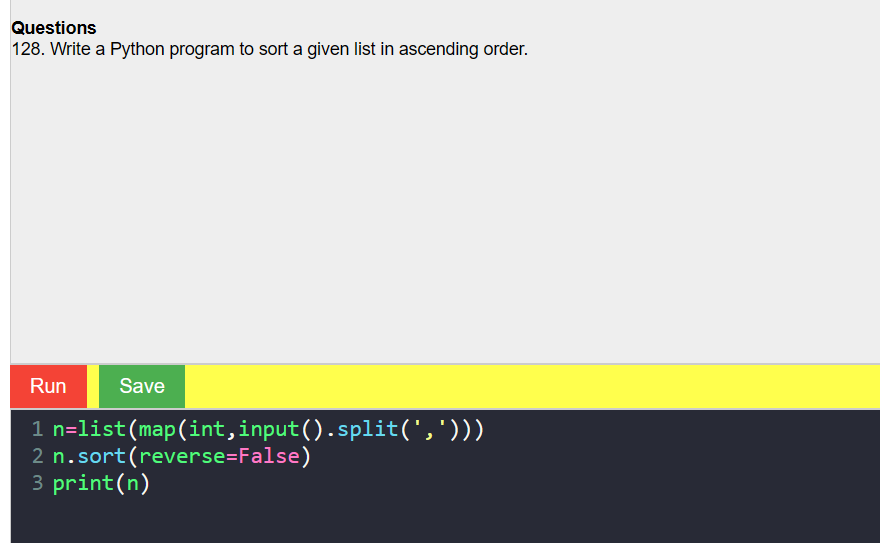 Questions
128. Write a Python program to sort a given list in ascending order.
Run Save
1 n=list(map(int,input().split(',')))
2 n.sort(reverse=False)
3 print(n)